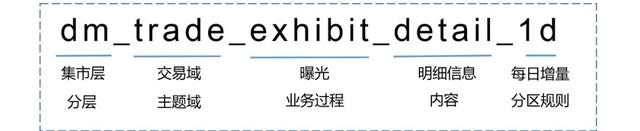 dm_trade_exhibit_detail_1d
集市层 交易域 曝光 明细信息 每日增量
分层 主题域 业务过程 内容 分区规则